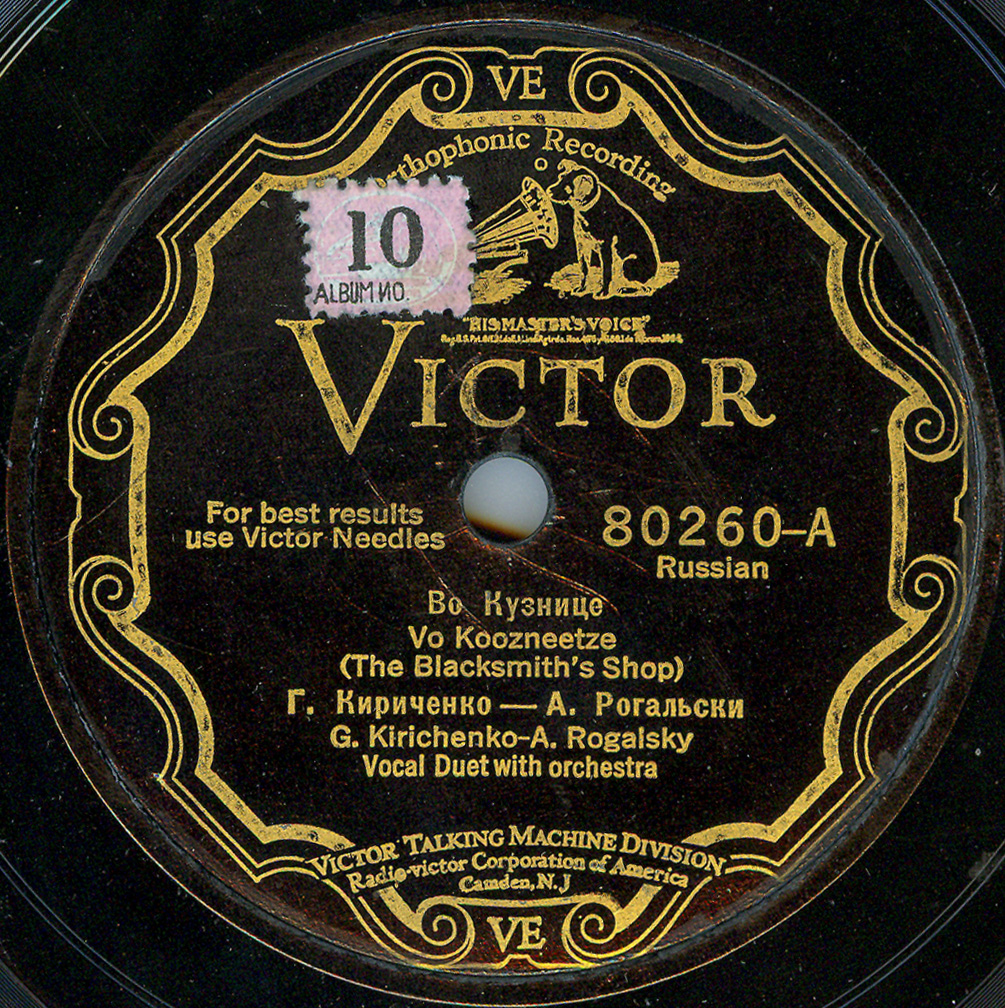 VE
Orthophonic Recording
10
ALBUM NO.
"HIS MASTER'S VOICE"
VICTOR
For best results
use Victor Needles
80260-A
Russian
Во Кузнице
Vo Koozneetze
(The Blacksmith's Shop)
Г. Кириченко — А. Рогальски
G. Kirichenko-A. Rogalsky
Vocal Duet with orchestra
VICTOR TALKING MACHINE DIVISION
Radio-victor Corporation of America
Camden, N. J
VE